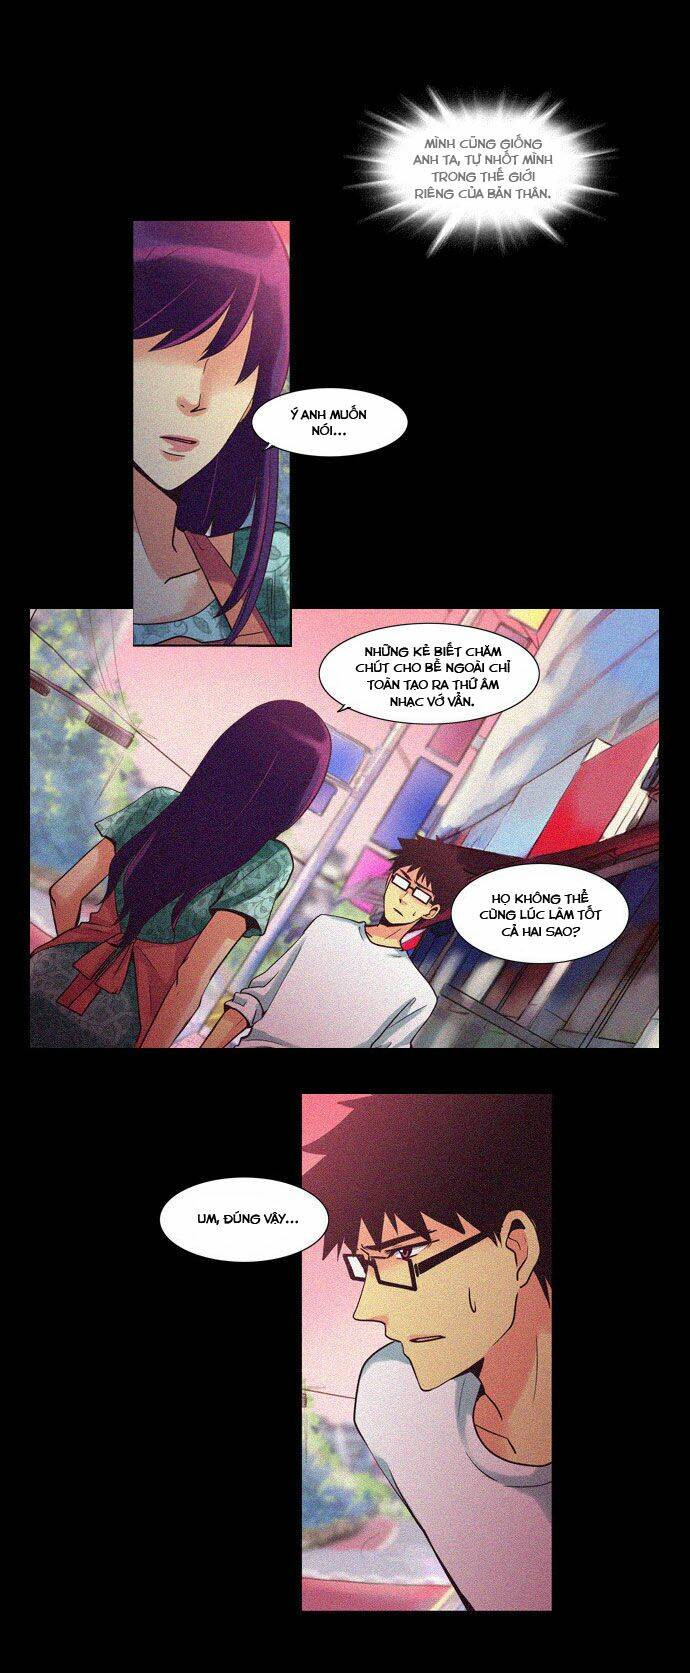 MÌNH CŨNG GIỐNG
ANH TA, TỰ NHỐT MÌNH
TRONG THẾ GIỚI
RIÊNG CỦA BẢN THÂN.
Ý ANH MUỐN
NÓI...
NHỮNG KẺ BIẾT CHĂM
CHÚT CHO BỀ NGOÀI CHỈ
TOÀN TẠO RA THỨ ÂM
NHẠC VỚ VẨN.
HỌ KHÔNG THỂ
CÙNG LÚC LÀM TỐT
CẢ HAI SAO?
UM, ĐÚNG VẬY...